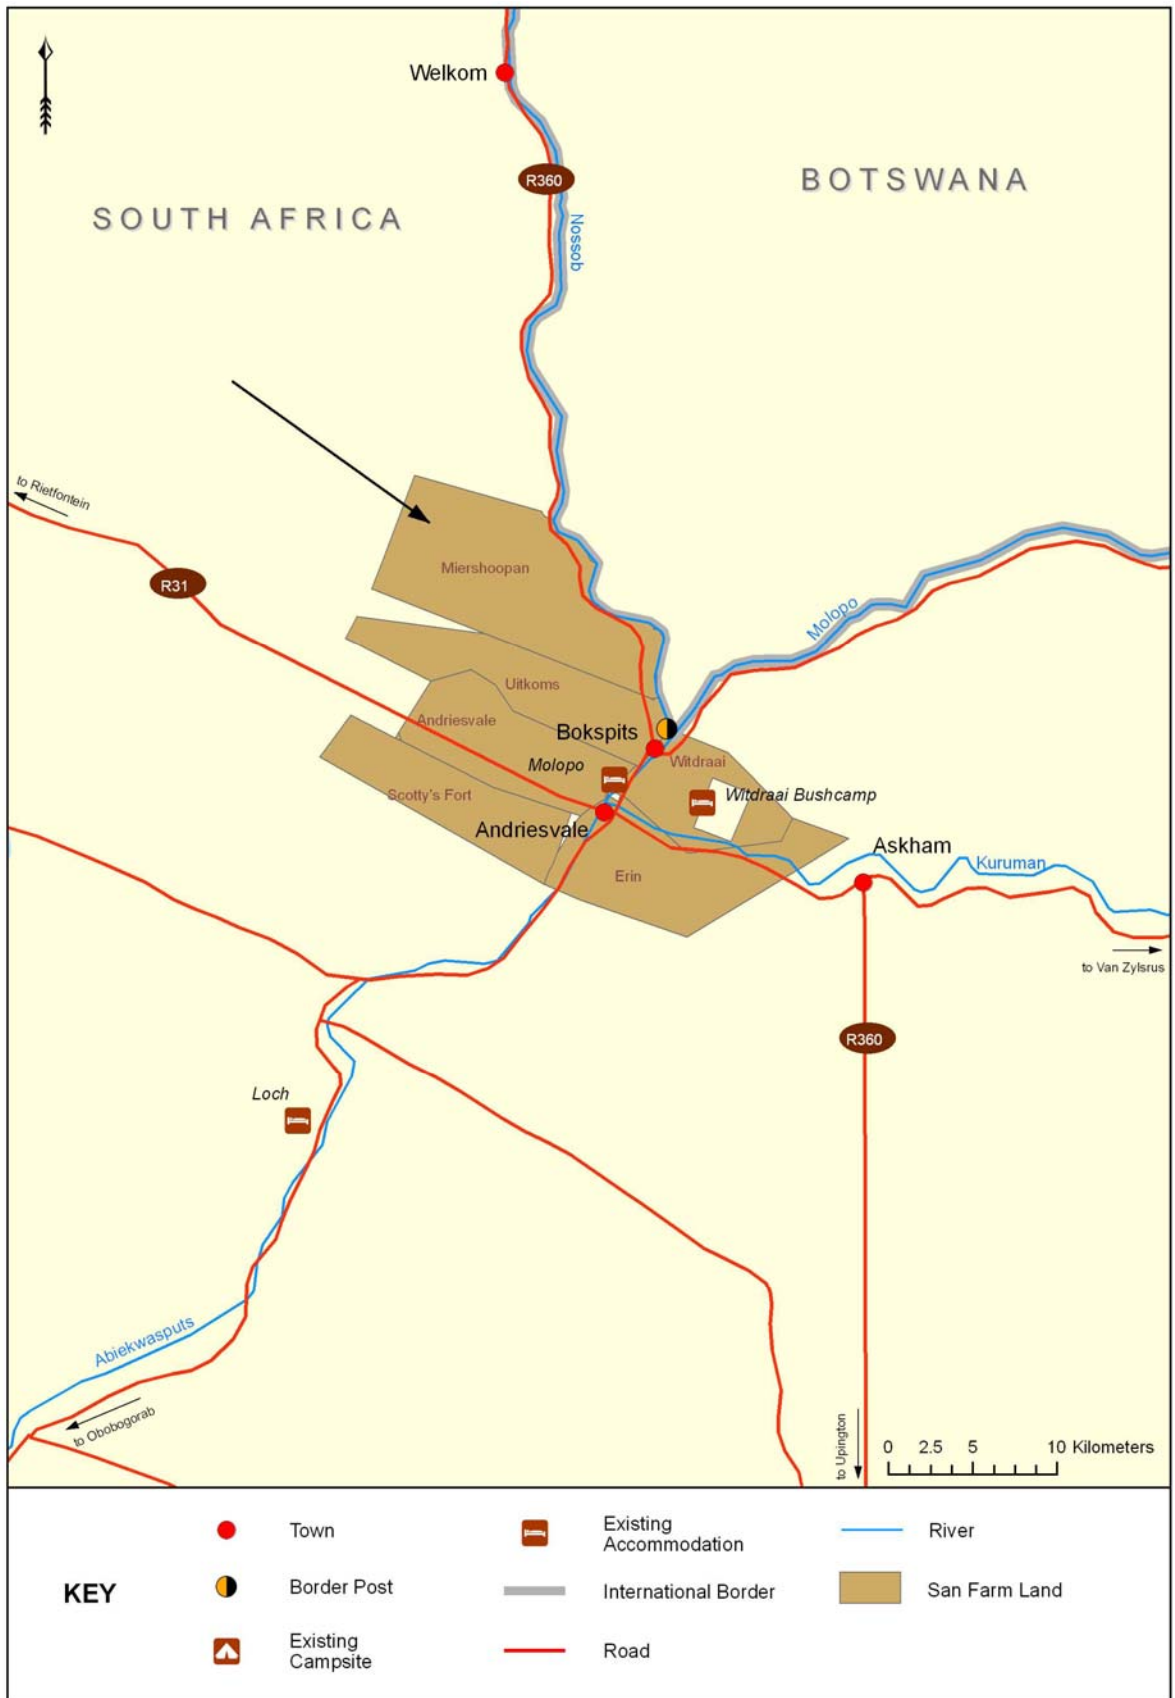 Welkom
R360
BOTSWANA
SOUTH AFRICA
Nossob
to Rietfontein
R31
Miershoopan
Molopo
Uitkoms
Andriesvale
Bokspits
Witdraai
Molopo
Scotty's Fort
Witdraai Bushcamp
Andriesvale
Askham
Kuruman
Erin
to Van Zylsrus
R360
Loch
Abiekwasputs
to Obobogorab
to Upington
0 2.5 5 10 Kilometers
KEY
Town
Border Post
Existing
Campsite
Existing
Accommodation
International Border
Road
River
San Farm Land